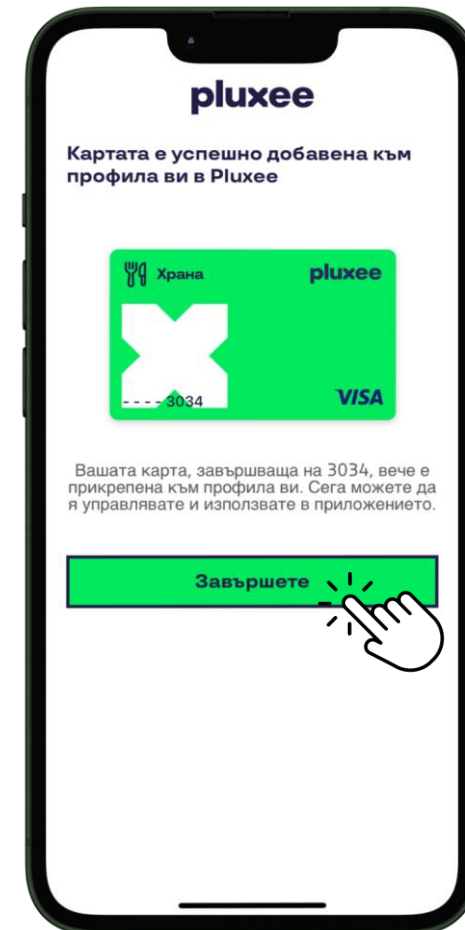 pluxee
Картата е успешно добавена към
профила ви в Pluxee
Храна
pluxee
- - - - 3034
VISA
Вашата карта, завършваща на 3034, вече е
прикрепена към профила ви. Сега можете да
я управлявате и използвате в приложението.
Завършете